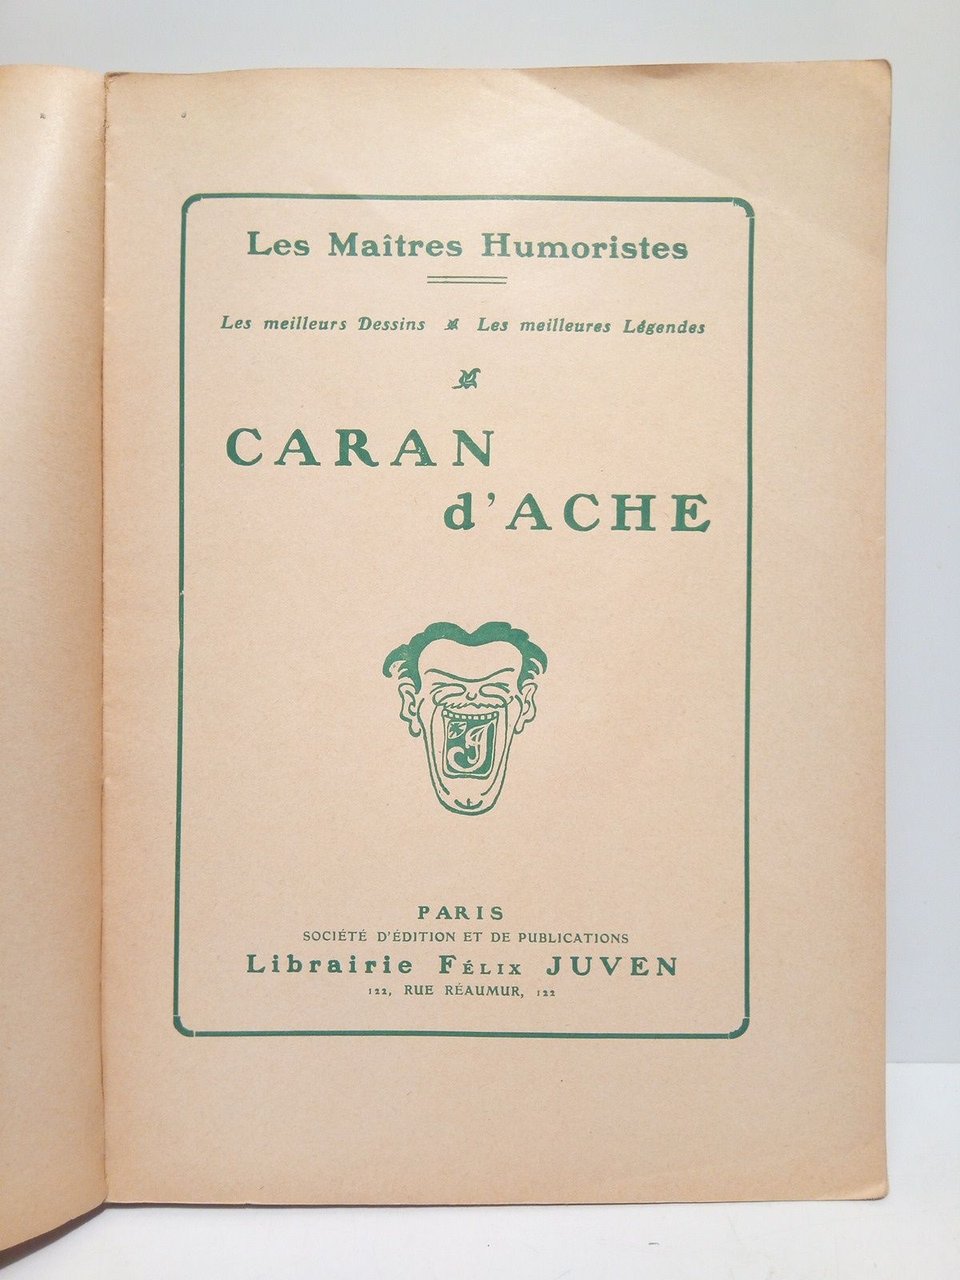 Les Maîtres Humoristes
Les meilleurs Dessins Les meilleures Légendes
CARAN
d'ACHE
J
PARIS
SOCIÉTÉ D'ÉDITION ET DE PUBLICATIONS
Librairie FÉLIX JUVEN
122, RUE RÉAUMUR, 122